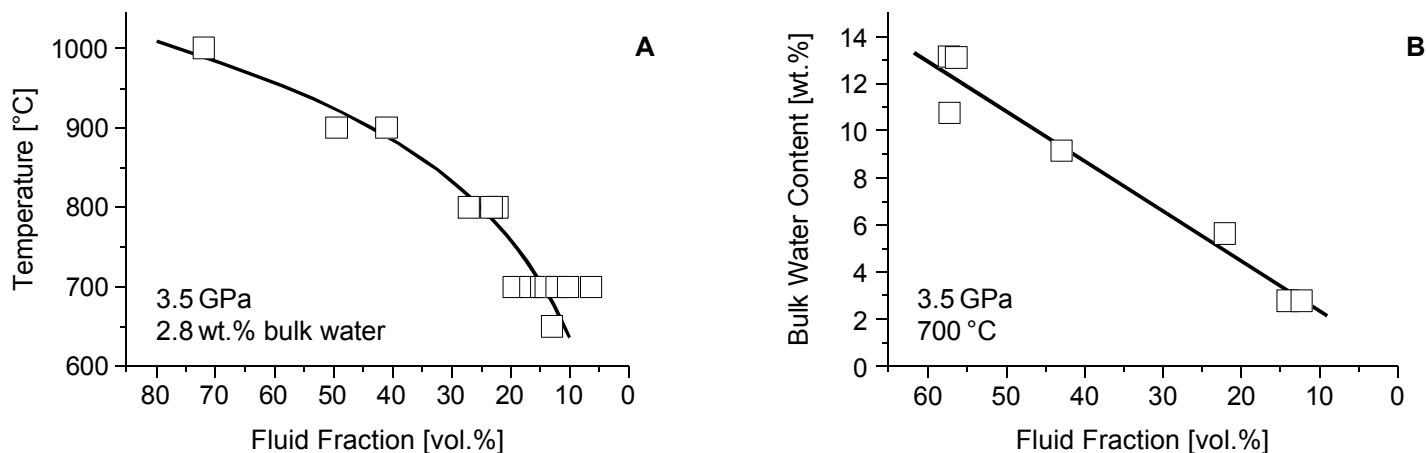 A
Temperature [°C]
1000
900
800
700
600
3.5 GPa
2.8 wt.% bulk water
80 70 60 50 40 30 20 10 0
Fluid Fraction [vol.%]
B
Bulk Water Content [wt.%]
14
12
10
8
6
4
2
0
3.5 GPa
700 °C
60 50 40 30 20 10 0
Fluid Fraction [vol.%]